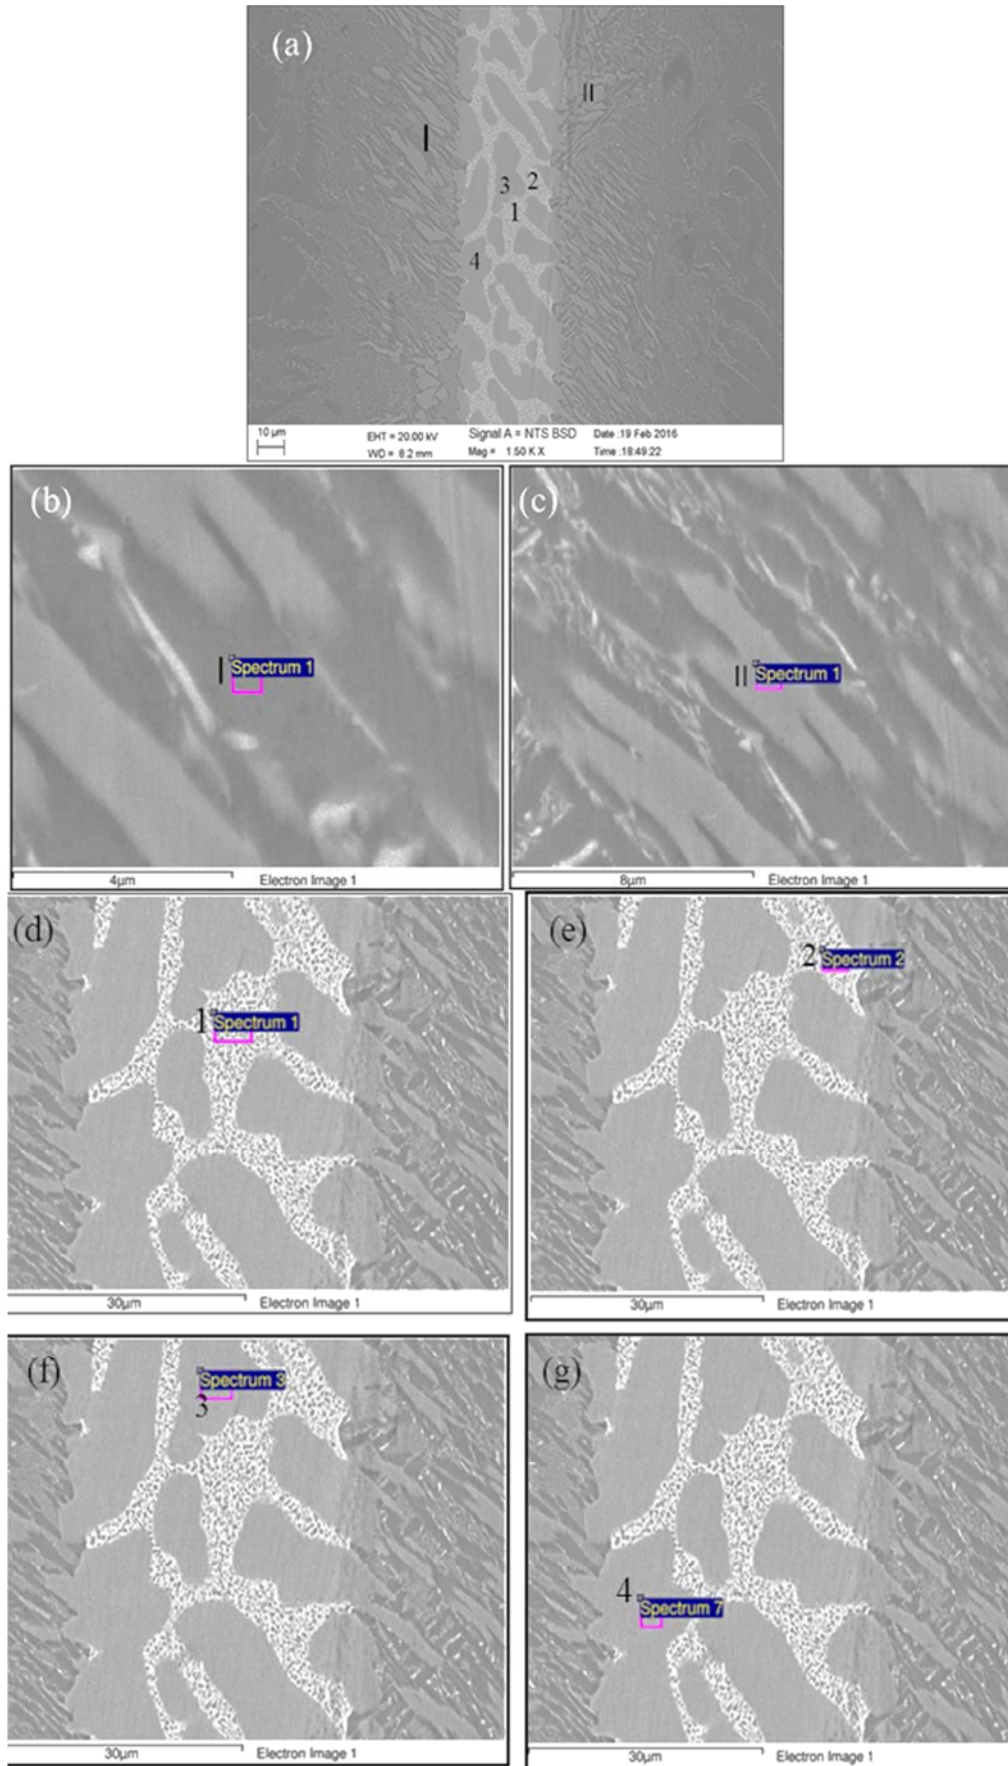 (a)
I
II
3 2
1
4
10 µm
EHT = 20.00 kV
WD = 8.2 mm
Signal A = NTS BSD
Mag = 1.50 K X
Date :19 Feb 2016
Time :18:49:22
(b)
I Spectrum 1
4µm Electron Image 1
(c)
II Spectrum 1
8µm Electron Image 1
(d)
1 Spectrum 1
30µm Electron Image 1
(e)
2 Spectrum 2
30µm Electron Image 1
(f)
Spectrum 3
3
30µm Electron Image 1
(g)
4
Spectrum 7
30µm Electron Image 1